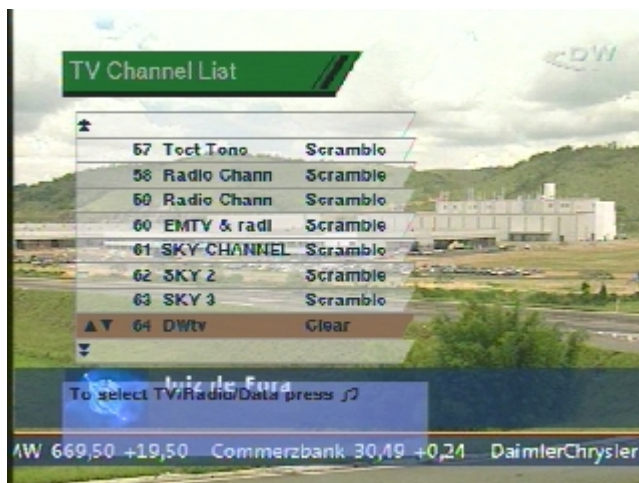 DW
TV Channel List
57 Test Tone Scramble
58 Radio Chann Scramble
59 Radio Chann Scramble
60 EMTV & radi Scramble
61 SKY CHANNEL Scramble
62 SKY 2 Scramble
63 SKY 3 Scramble
64 DWtv Clear
Juiz de Fora
To select TV/Radio/Data press
MW 669,50 +19,50 Commerzbank 30,49 +0,24 DaimlerChrysler